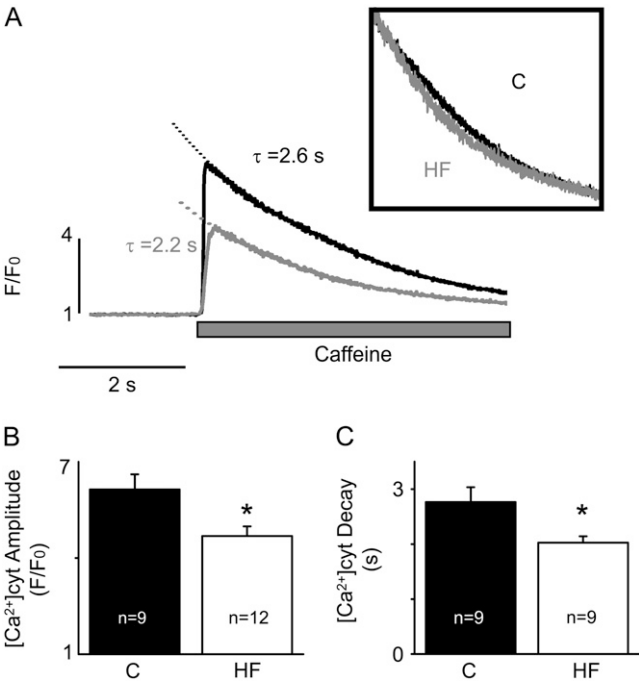 A
C
HF
τ =2.6 s
τ =2.2 s
4
1
F/F0
Caffeine
2 s
B
7
1
[Ca²⁺]cyt Amplitude
(F/F0)
n=9
*
n=12
C
HF
C
3
0
[Ca²⁺]cyt Decay
(s)
n=9
*
n=9
C
HF